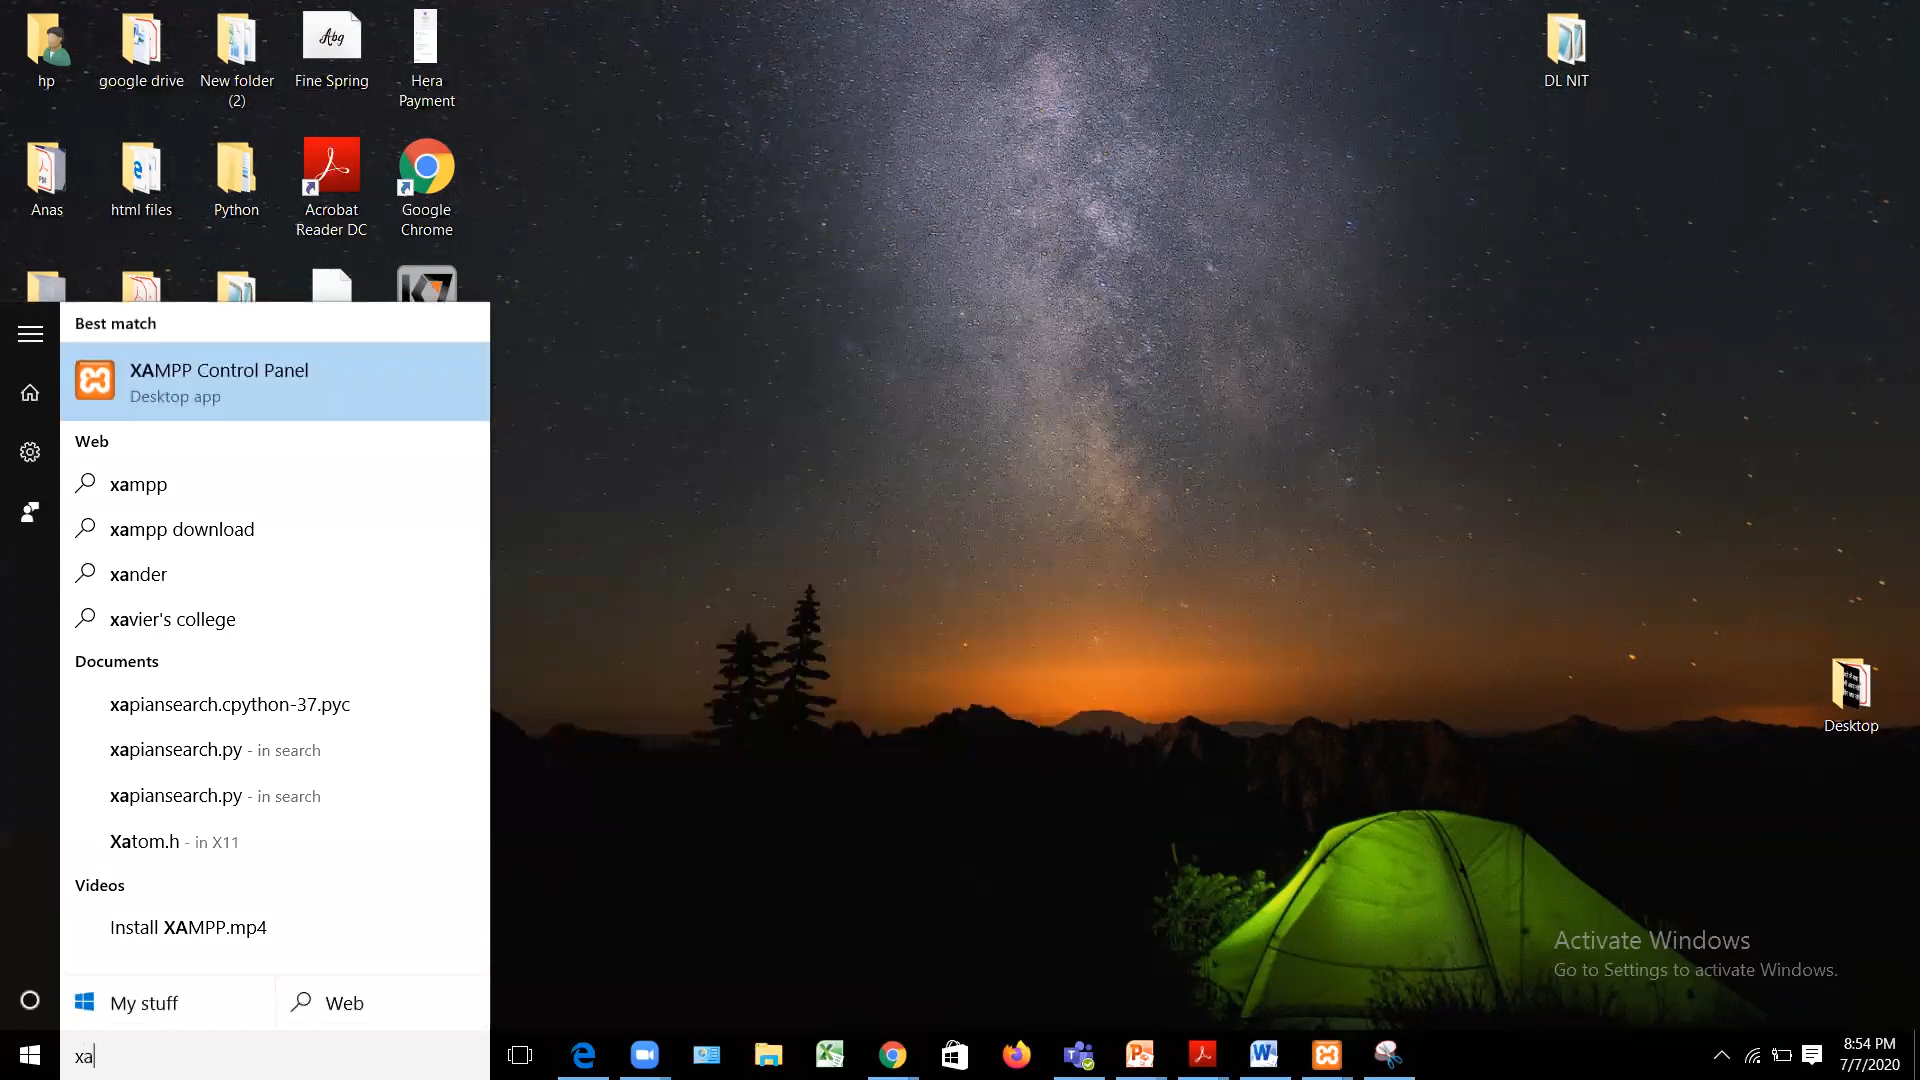 hp
google drive
New folder
(2)
Abg
Fine Spring
Hera
Payment
DL NIT
Anas
html files
Python
Acrobat
Reader DC
Google
Chrome
Best match
XAMPP Control Panel
Desktop app
Web
xampp
xampp download
xander
xavier's college
Documents
xapiansearch.cpython-37.pyc
xapiansearch.py - in search
xapiansearch.py - in search
Xatom.h - in X11
Videos
Install XAMPP.mp4
My stuff
Web
xa
Desktop
Activate Windows
Go to Settings to activate Windows.
8:54 PM
7/7/2020